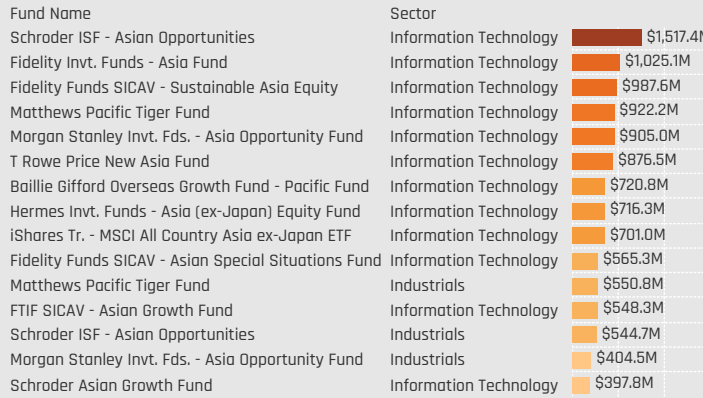 Fund Name Sector
Schroder ISF - Asian Opportunities Information Technology $1,517.4M
Fidelity Invt. Funds - Asia Fund Information Technology $1,025.1M
Fidelity Funds SICAV - Sustainable Asia Equity Information Technology $987.6M
Matthews Pacific Tiger Fund Information Technology $922.2M
Morgan Stanley Invt. Fds. - Asia Opportunity Fund Information Technology $905.0M
T Rowe Price New Asia Fund Information Technology $876.5M
Baillie Gifford Overseas Growth Fund - Pacific Fund Information Technology $720.8M
Hermes Invt. Funds - Asia (ex-Japan) Equity Fund Information Technology $716.3M
iShares Tr. - MSCI All Country Asia ex-Japan ETF Information Technology $701.0M
Fidelity Funds SICAV - Asian Special Situations Fund Information Technology $565.3M
Matthews Pacific Tiger Fund Industrials $550.8M
FTIF SICAV - Asian Growth Fund Information Technology $548.3M
Schroder ISF - Asian Opportunities Industrials $544.7M
Morgan Stanley Invt. Fds. - Asia Opportunity Fund Industrials $404.5M
Schroder Asian Growth Fund Information Technology $397.8M